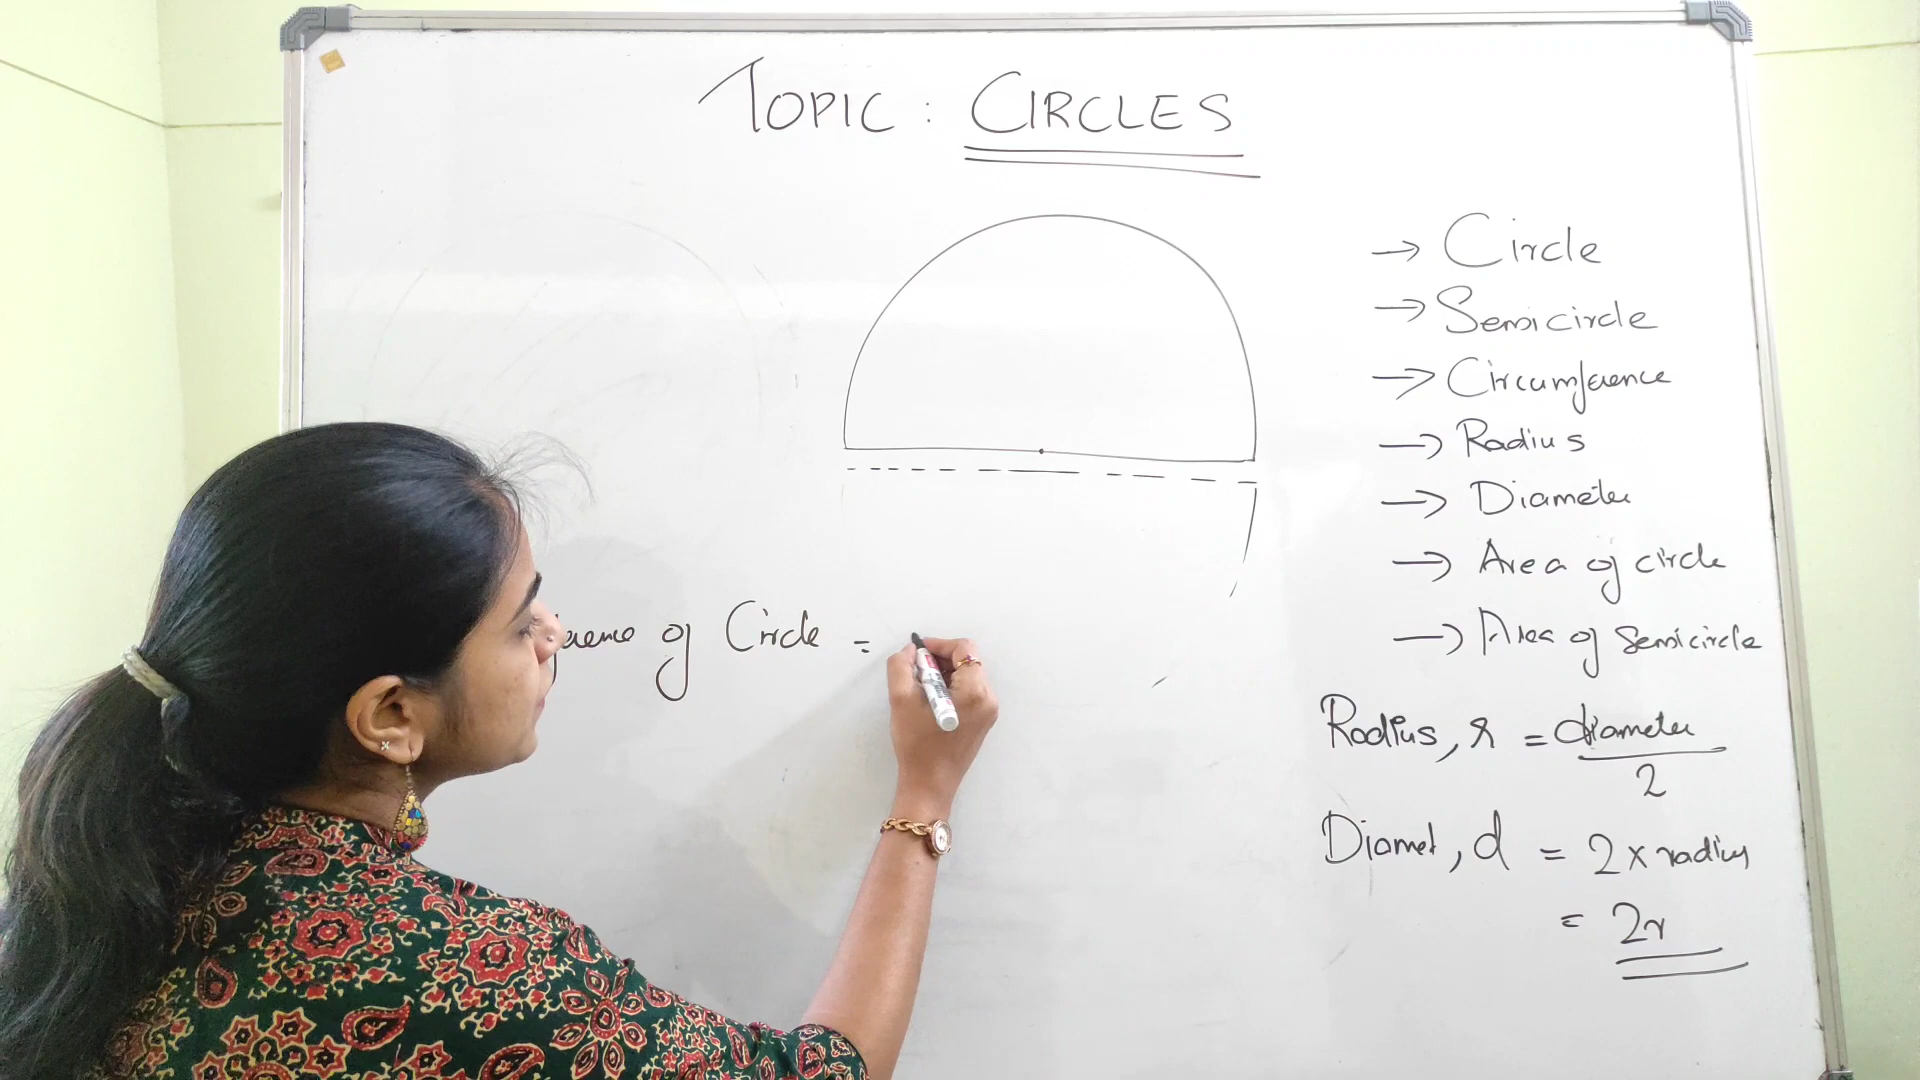 TOPIC : CIRCLES
→ Circle
→ Semicircle
→ Circumference
→ Radius
→ Diameter
→ Area of circle
→ Area of Semicircle
of Circle =
Radius, r = diameter
2
Diamet, d = 2 x radius
= 2r